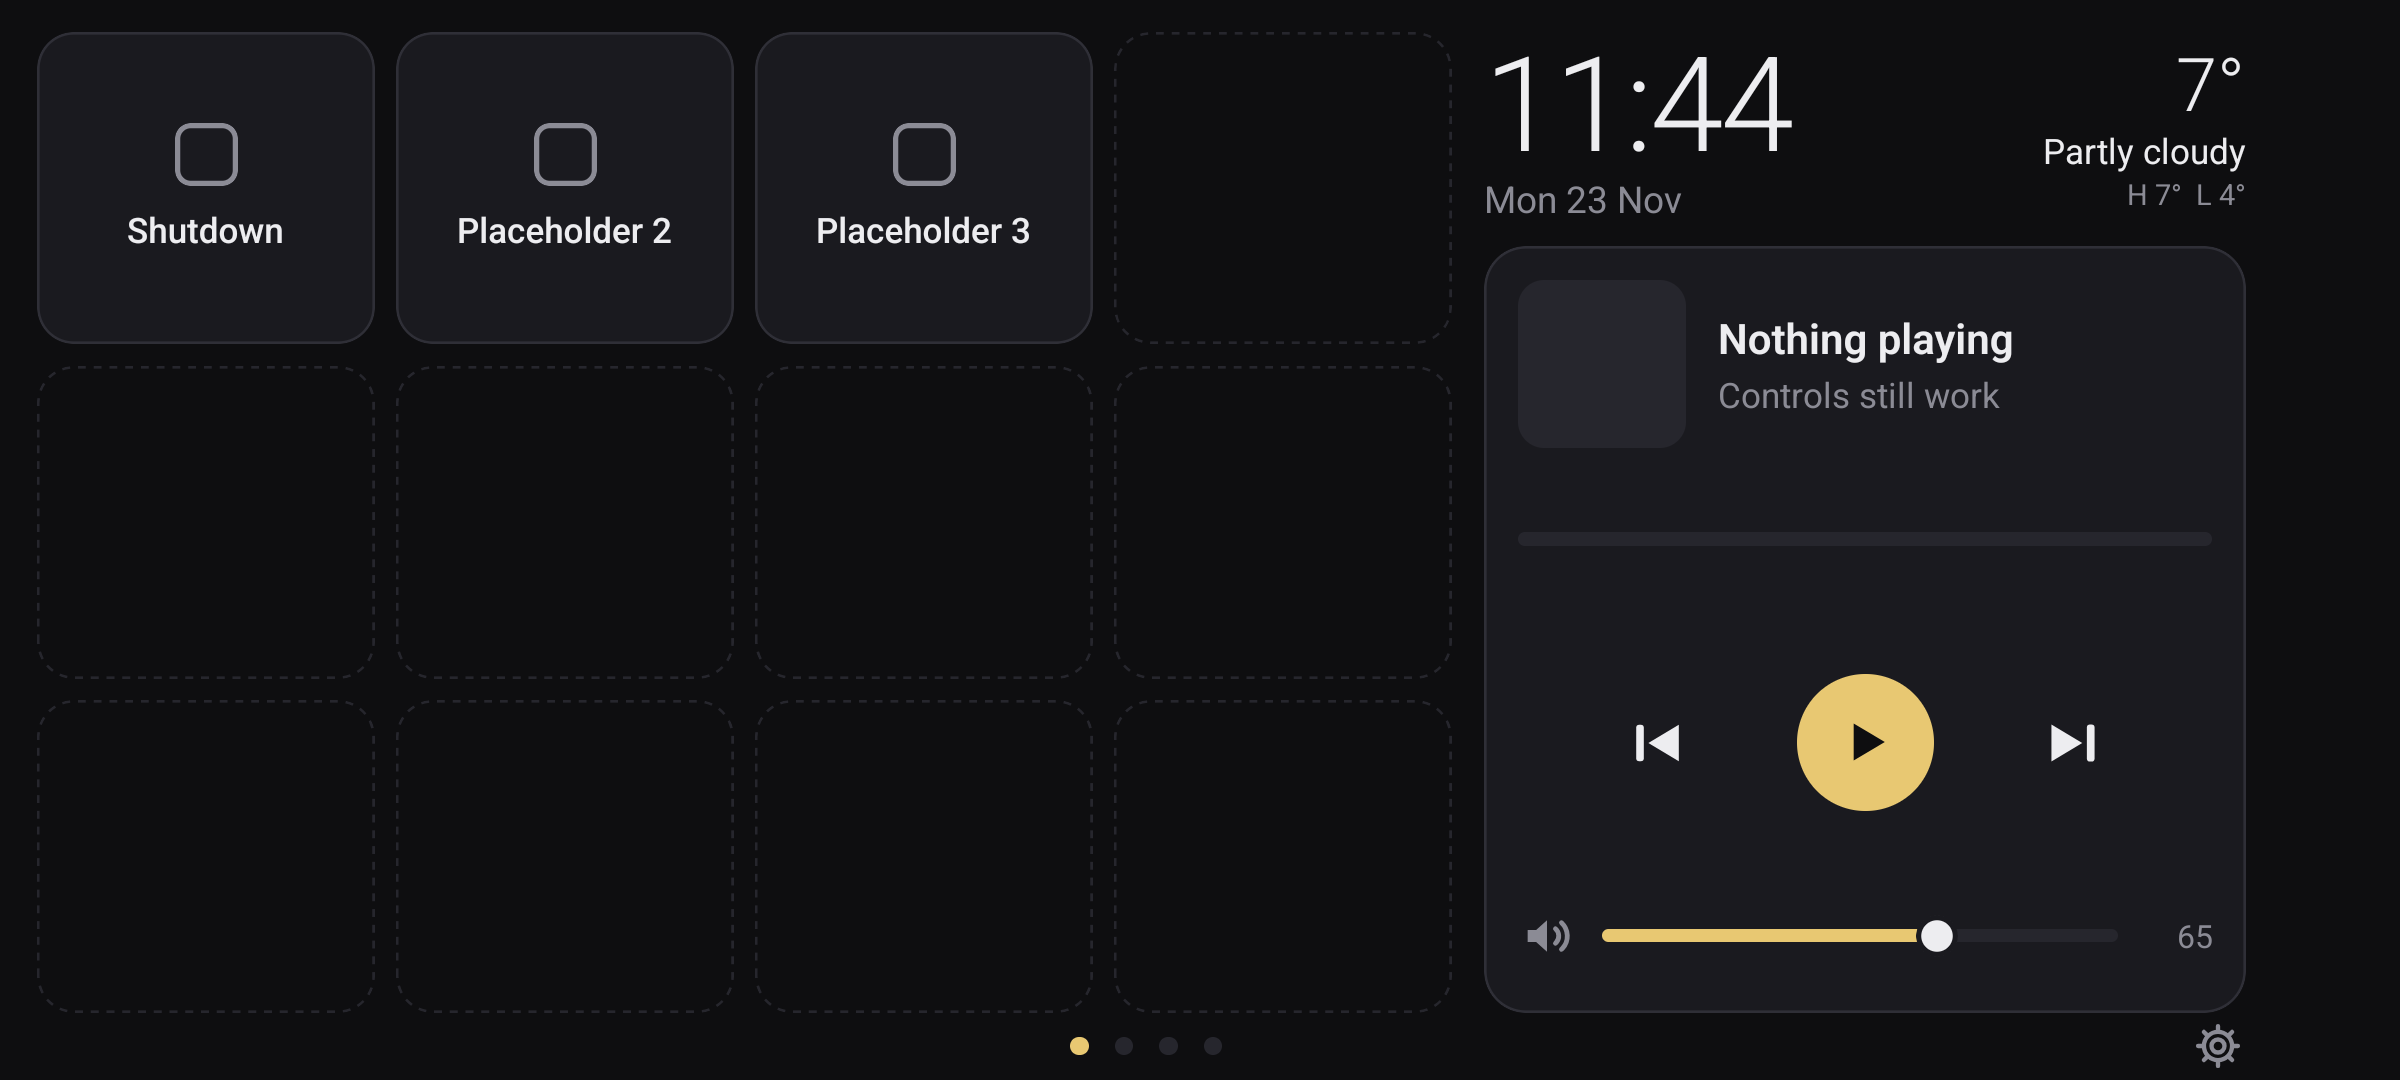 Shutdown
Placeholder 2
Placeholder 3
11:44
Mon 23 Nov
7°
Partly cloudy
H 7° L 4°
Nothing playing
Controls still work
65